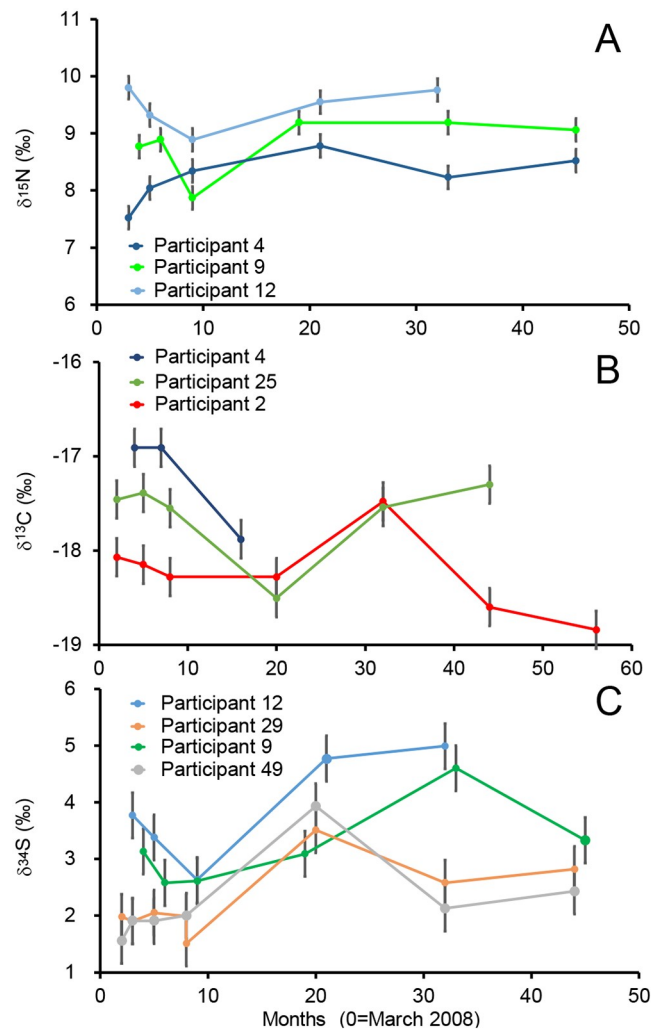 11
10
9
8
7
6
δ15N (‰)
A
Participant 4
Participant 9
Participant 12
0 10 20 30 40 50
-16
-17
-18
-19
δ13C (‰)
B
Participant 4
Participant 25
Participant 2
0 10 20 30 40 50 60
6
5
4
3
2
1
δ34S (‰)
C
Participant 12
Participant 29
Participant 9
Participant 49
0 10 20 30 40 50
Months (0=March 2008)